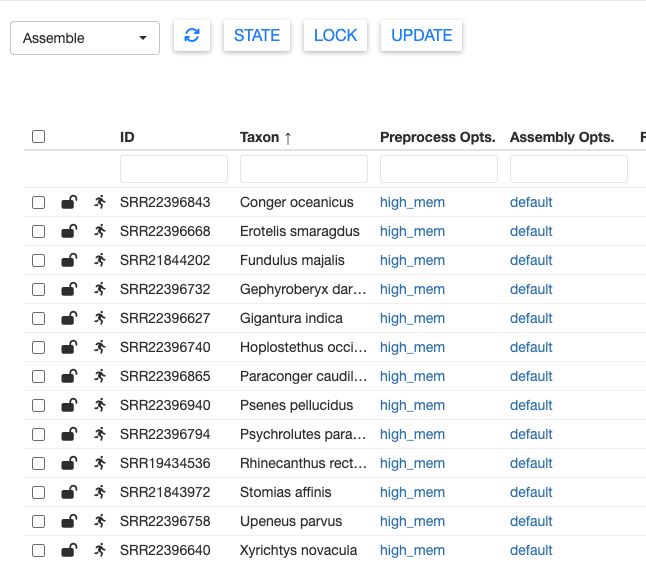 Assemble STATE LOCK UPDATE
ID Taxon ↑ Preprocess Opts. Assembly Opts. F
SRR22396843 Conger oceanicus high_mem default
SRR22396668 Erotelis smaragdus high_mem default
SRR21844202 Fundulus majalis high_mem default
SRR22396732 Gephyroberyx dar... high_mem default
SRR22396627 Gigantura indica high_mem default
SRR22396740 Hoplostethus occi... high_mem default
SRR22396865 Paraconger caudil... high_mem default
SRR22396940 Psenes pellucidus high_mem default
SRR22396794 Psychrolutes para... high_mem default
SRR19434536 Rhinecanthus rect... high_mem default
SRR21843972 Stomias affinis high_mem default
SRR22396758 Upeneus parvus high_mem default
SRR22396640 Xyrichtys novacula high_mem default